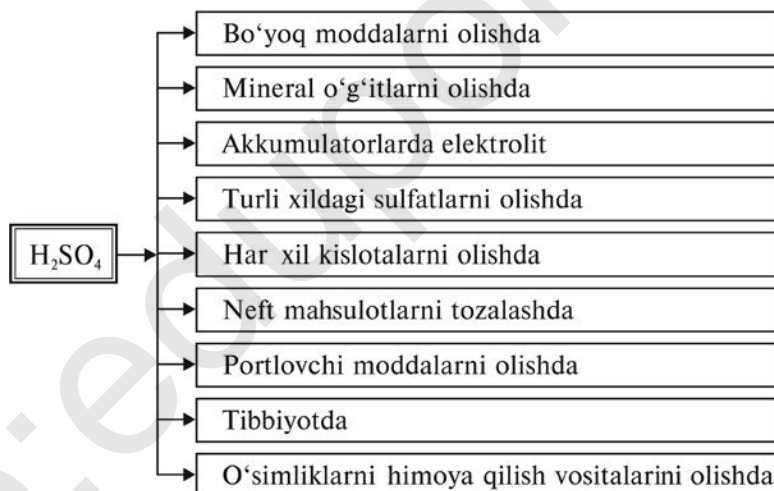 Bo‘yoq moddalarni olishda
Mineral o‘g‘itlarni olishda
Akkumulatorlarda elektrolit
Turli xildagi sulfatlarni olishda
H₂SO₄
Har xil kislotalarni olishda
Neft mahsulotlarni tozalashda
Portlovchi moddalarni olishda
Tibbiyotda
O‘simliklarni himoya qilish vositalarini olishda